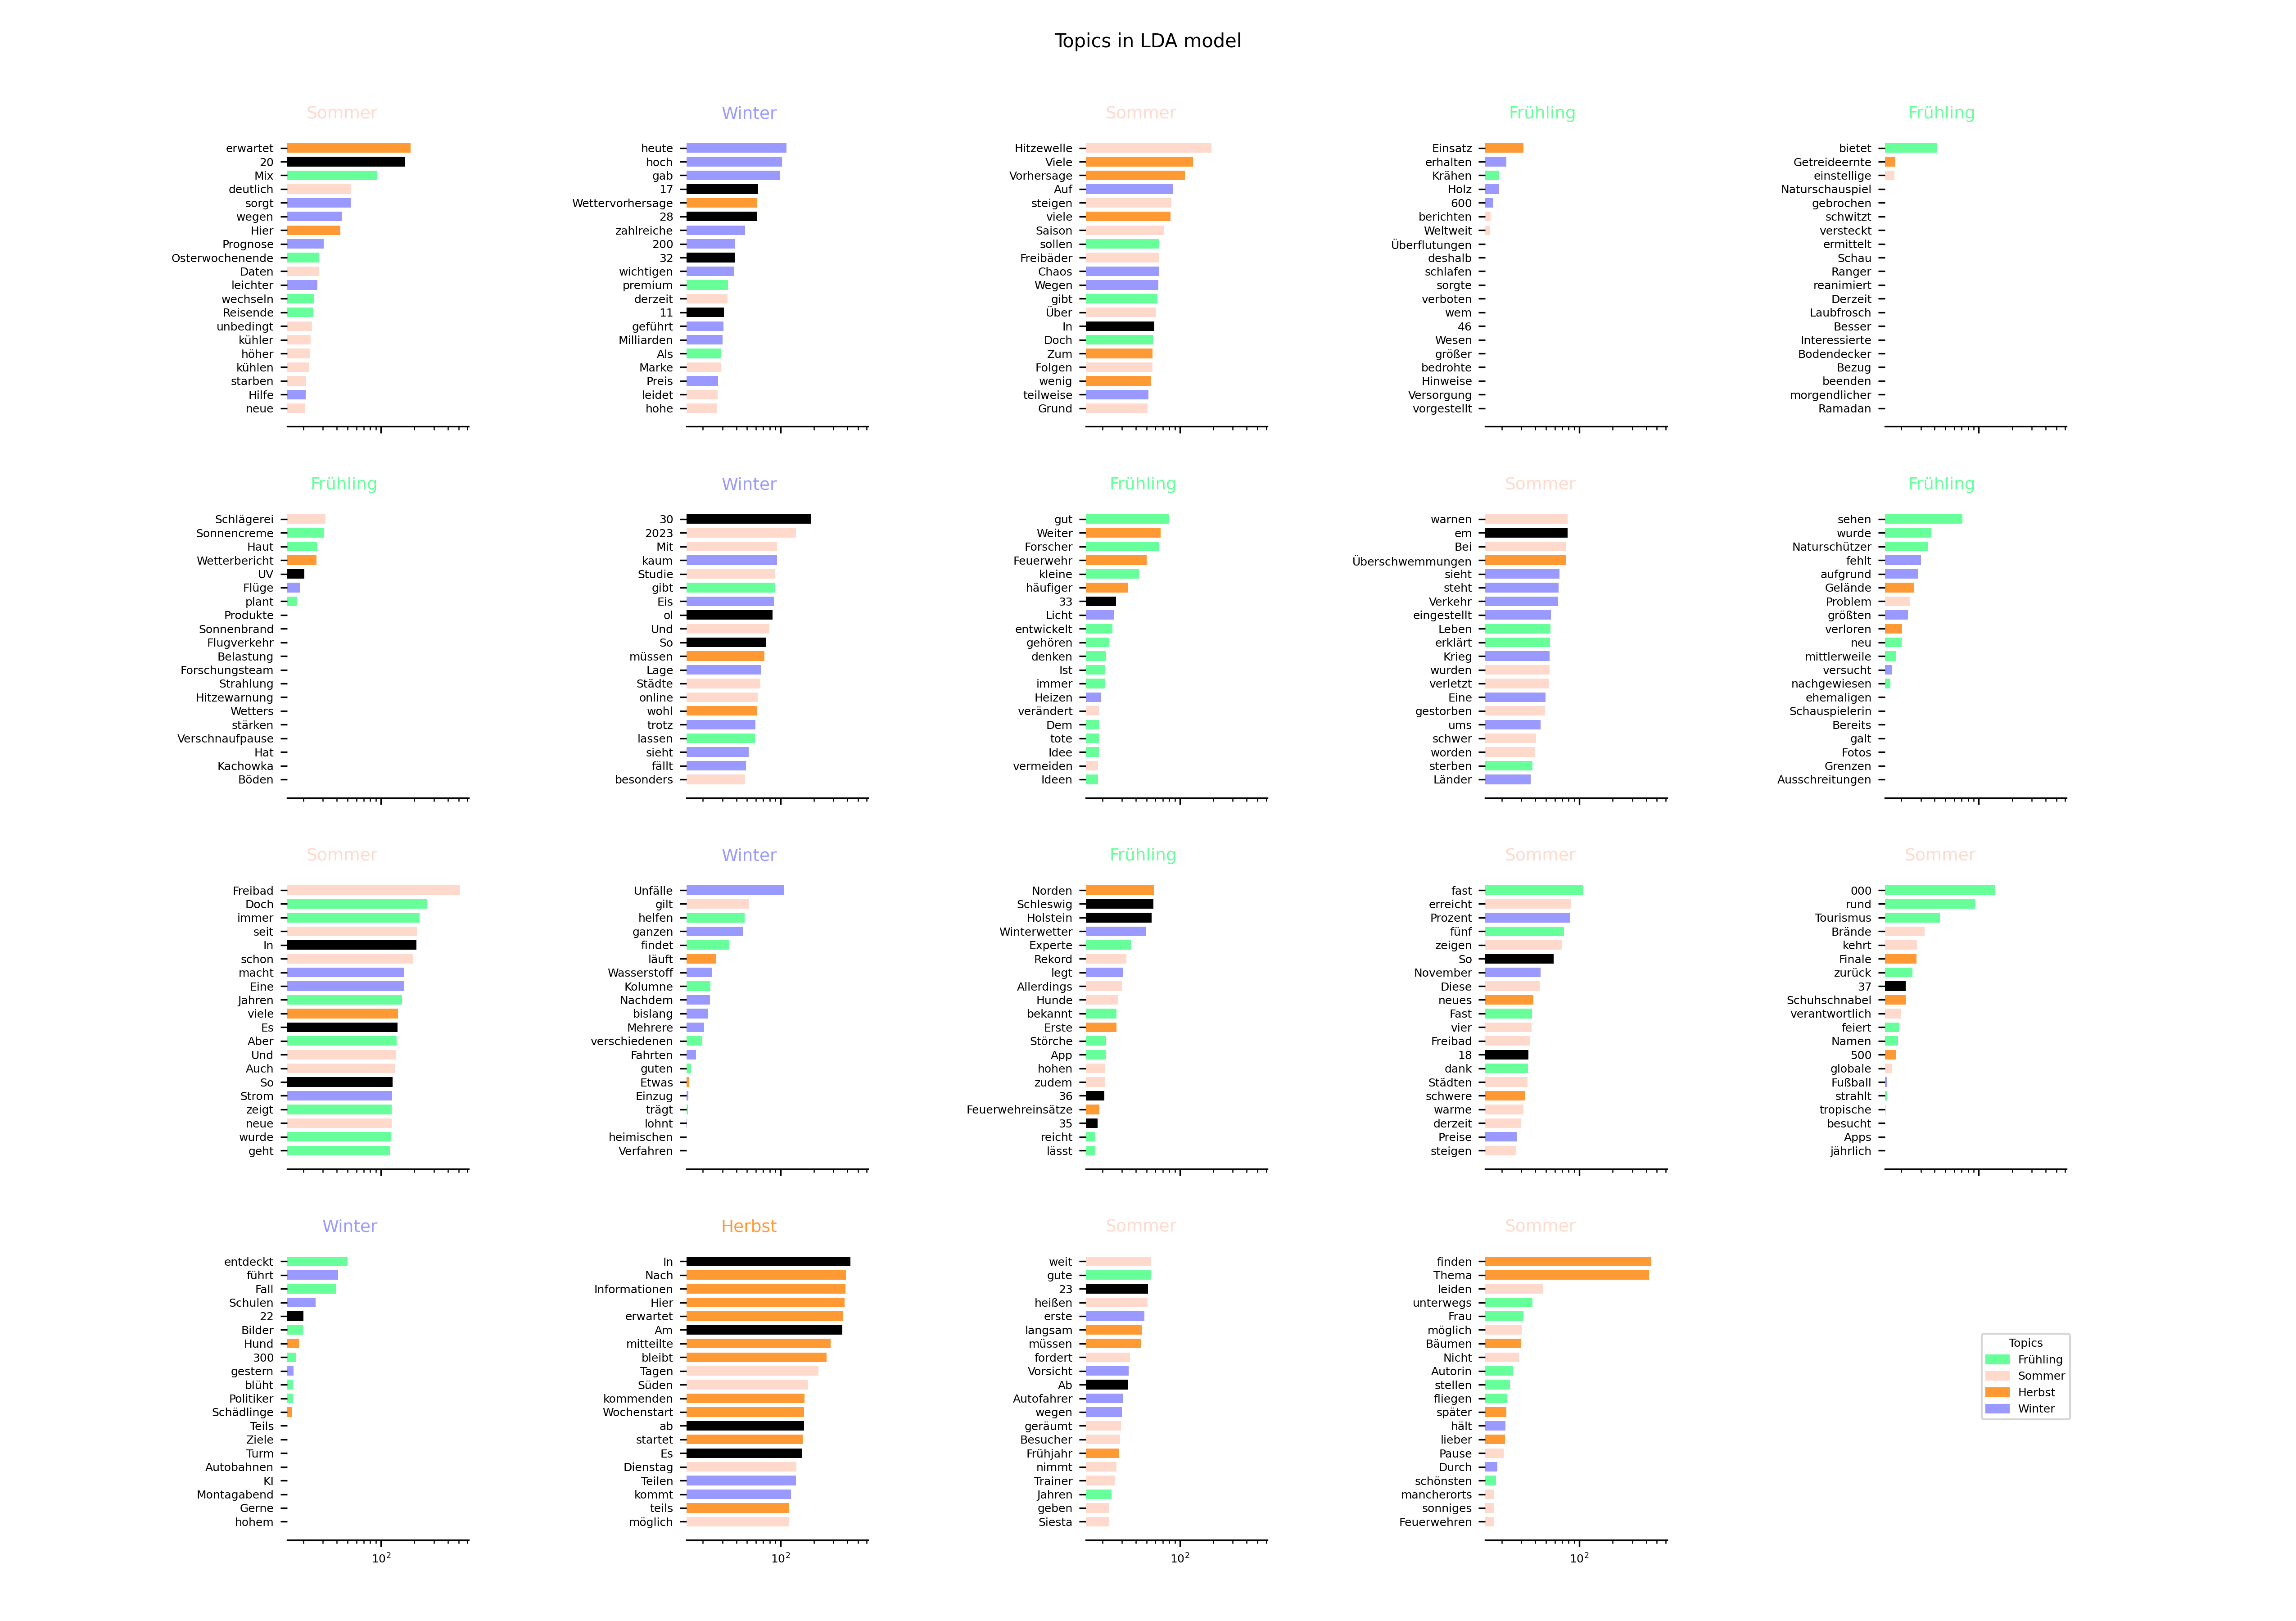 Topics in LDA model
Sommer
erwartet
20
Mix
deutlich
sorgt
wegen
Hier
Prognose
Osterwochenende
Daten
leichter
wechseln
Reisende
unbedingt
kühler
höher
kühlen
starben
Hilfe
neue
Winter
heute
hoch
gab
17
Wettervorhersage
28
zahlreiche
200
32
wichtigen
premium
derzeit
11
geführt
Milliarden
Als
Marke
Preis
leidet
hohe
Sommer
Hitzewelle
Viele
Vorhersage
Auf
steigen
viele
Saison
sollen
Freibäder
Chaos
Wegen
gibt
Über
In
Doch
Zum
Folgen
wenig
teilweise
Grund
Frühling
Einsatz
erhalten
Krähen
Holz
600
berichten
Weltweit
Überflutungen
deshalb
schlafen
sorgte
verboten
wem
46
Wesen
größer
bedrohte
Hinweise
Versorgung
vorgestellt
Frühling
bietet
Getreideernte
einstellige
Naturschauspiel
gebrochen
schwitzt
versteckt
ermittelt
Schau
Ranger
reanimiert
Derzeit
Laubfrosch
Besser
Interessierte
Bodendecker
Bezug
beenden
morgendlicher
Ramadan
Frühling
Schlägerei
Sonnencreme
Haut
Wetterbericht
UV
Flüge
plant
Produkte
Sonnenbrand
Flugverkehr
Belastung
Forschungsteam
Strahlung
Hitzewarnung
Wetters
stärken
Verschnaufpause
Hat
Kachowka
Böden
Winter
30
2023
Mit
kaum
Studie
gibt
Eis
ol
Und
So
müssen
Lage
Städte
online
wohl
trotz
lassen
sieht
fällt
besonders
Frühling
gut
Weiter
Forscher
Feuerwehr
kleine
häufiger
33
Licht
entwickelt
gehören
denken
Ist
immer
Heizen
verändert
Dem
tote
Idee
vermeiden
Ideen
Sommer
warnen
em
Bei
Überschwemmungen
sieht
steht
Verkehr
eingestellt
Leben
erklärt
Krieg
wurden
verletzt
Eine
gestorben
ums
schwer
worden
sterben
Länder
Frühling
sehen
wurde
Naturschützer
fehlt
aufgrund
Gelände
Problem
größten
verloren
neu
mittlerweile
versucht
nachgewiesen
ehemaligen
Schauspielerin
Bereits
galt
Fotos
Grenzen
Ausschreitungen
Sommer
Freibad
Doch
immer
seit
In
schon
macht
Eine
Jahren
viele
Es
Aber
Und
Auch
So
Strom
zeigt
neue
wurde
geht
Winter
Unfälle
gilt
helfen
ganzen
findet
läuft
Wasserstoff
Kolumne
Nachdem
bislang
Mehrere
verschiedenen
Fahrten
guten
Etwas
Einzug
trägt
lohnt
heimischen
Verfahren
Frühling
Norden
Schleswig
Holstein
Winterwetter
Experte
Rekord
legt
Allerdings
Hunde
bekannt
Erste
Störche
App
hohen
zudem
36
Feuerwehreinsätze
35
reicht
lässt
Sommer
fast
erreicht
Prozent
fünf
zeigen
So
November
Diese
neues
Fast
vier
Freibad
18
dank
Städten
schwere
warme
derzeit
Preise
steigen
Sommer
000
rund
Tourismus
Brände
kehrt
Finale
zurück
37
Schuhschnabel
verantwortlich
feiert
Namen
500
globale
Fußball
strahlt
tropische
besucht
Apps
jährlich
Winter
entdeckt
führt
Fall
Schulen
22
Bilder
Hund
300
gestern
blüht
Politiker
Schädlinge
Teils
Ziele
Turm
Autobahnen
KI
Montagabend
Gerne
hohem
10²
Herbst
In
Nach
Informationen
Hier
erwartet
Am
mitteilte
bleibt
Tagen
Süden
kommenden
Wochenstart
ab
startet
Es
Dienstag
Teilen
kommt
teils
möglich
10²
Sommer
weit
gute
23
heißen
erste
langsam
müssen
fordert
Vorsicht
Ab
Autofahrer
wegen
geräumt
Besucher
Frühjahr
nimmt
Trainer
Jahren
geben
Siesta
10²
Sommer
finden
Thema
leiden
unterwegs
Frau
möglich
Bäumen
Nicht
Autorin
stellen
fliegen
später
hält
lieber
Pause
Durch
schönsten
mancherorts
sonniges
Feuerwehren
10²
Topics
Frühling
Sommer
Herbst
Winter